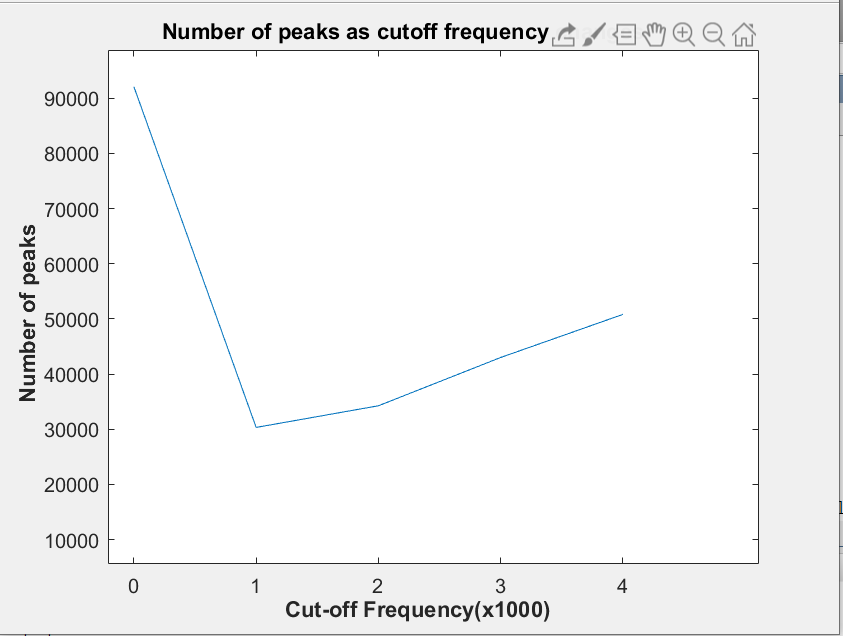 Number of peaks as cutoff frequency
Number of peaks
90000
80000
70000
60000
50000
40000
30000
20000
10000
0 1 2 3 4
Cut-off Frequency(x1000)